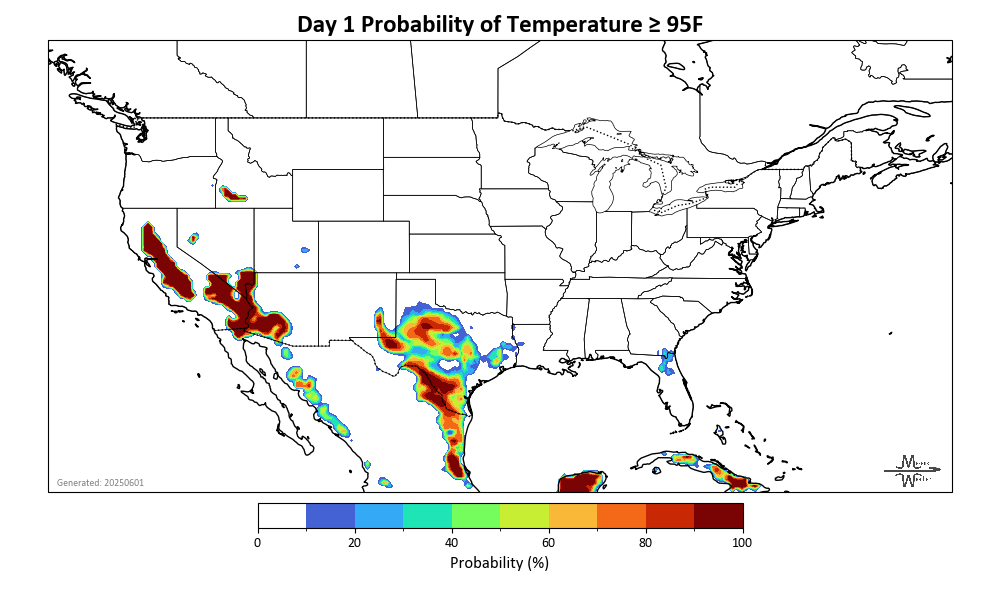 Day 1 Probability of Temperature ≥ 95F
Generated: 20250601
0 20 40 60 80 100
Probability (%)